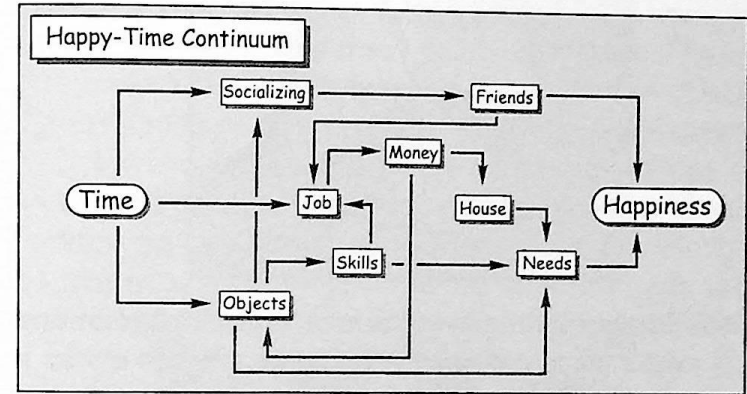 Happy-Time Continuum
Socializing
Friends
Money
Time
Job
House
Happiness
Skills
Needs
Objects